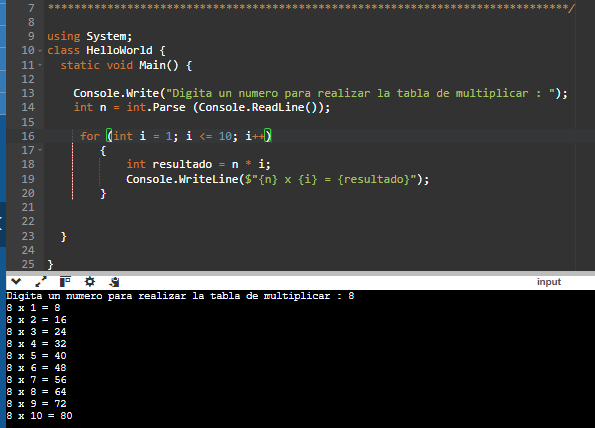 7 *******************************************************************************/
8
9 using System;
10 class HelloWorld {
11 static void Main() {
12
13 Console.Write("Digita un numero para realizar la tabla de multiplicar : ");
14 int n = int.Parse (Console.ReadLine());
15
16 for (int i = 1; i <= 10; i++)
17 {
18 int resultado = n * i;
19 Console.WriteLine($"{n} x {i} = {resultado}");
20 }
21
22
23 }
24
25 }
input
Digita un numero para realizar la tabla de multiplicar : 8
8 x 1 = 8
8 x 2 = 16
8 x 3 = 24
8 x 4 = 32
8 x 5 = 40
8 x 6 = 48
8 x 7 = 56
8 x 8 = 64
8 x 9 = 72
8 x 10 = 80